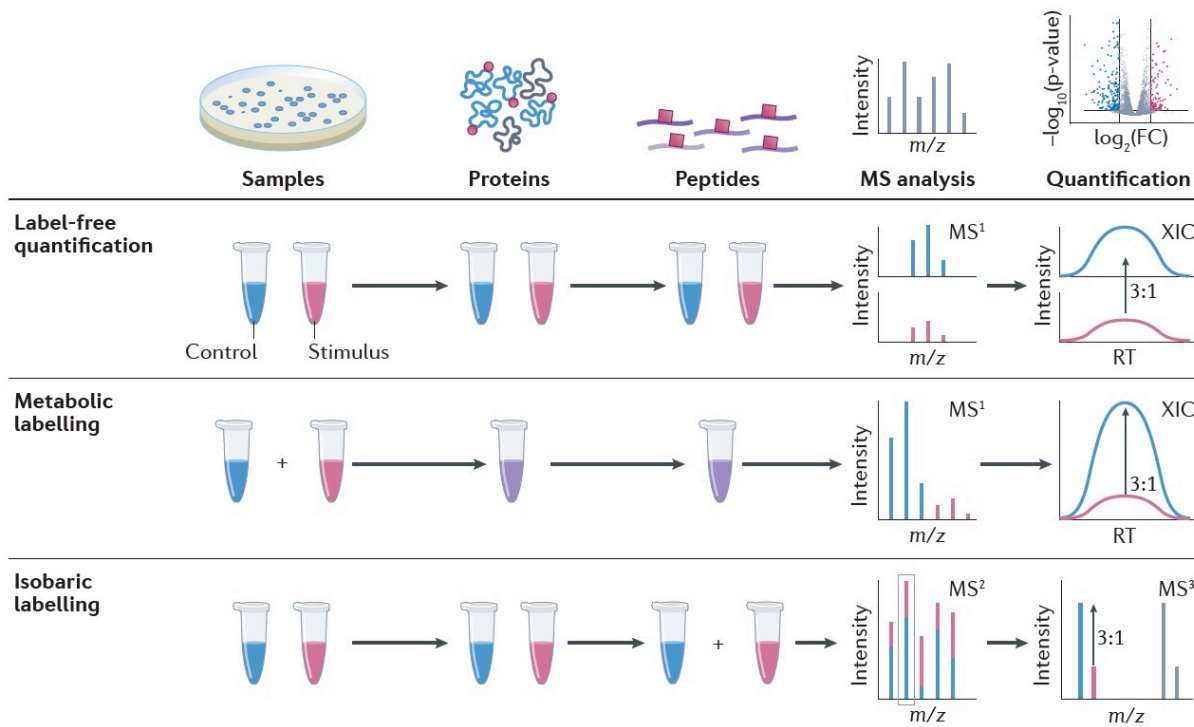 Intensity
m/z
–log₁₀(p-value)
log₂(FC)
Samples
Proteins
Peptides
MS analysis
Quantification
Label-free
quantification
Control
Stimulus
MS¹
Intensity
m/z
XIC
Intensity
3:1
RT
Metabolic
labelling
+
MS¹
Intensity
m/z
XIC
Intensity
3:1
RT
Isobaric
labelling
+
MS²
Intensity
m/z
MS³
Intensity
3:1
m/z